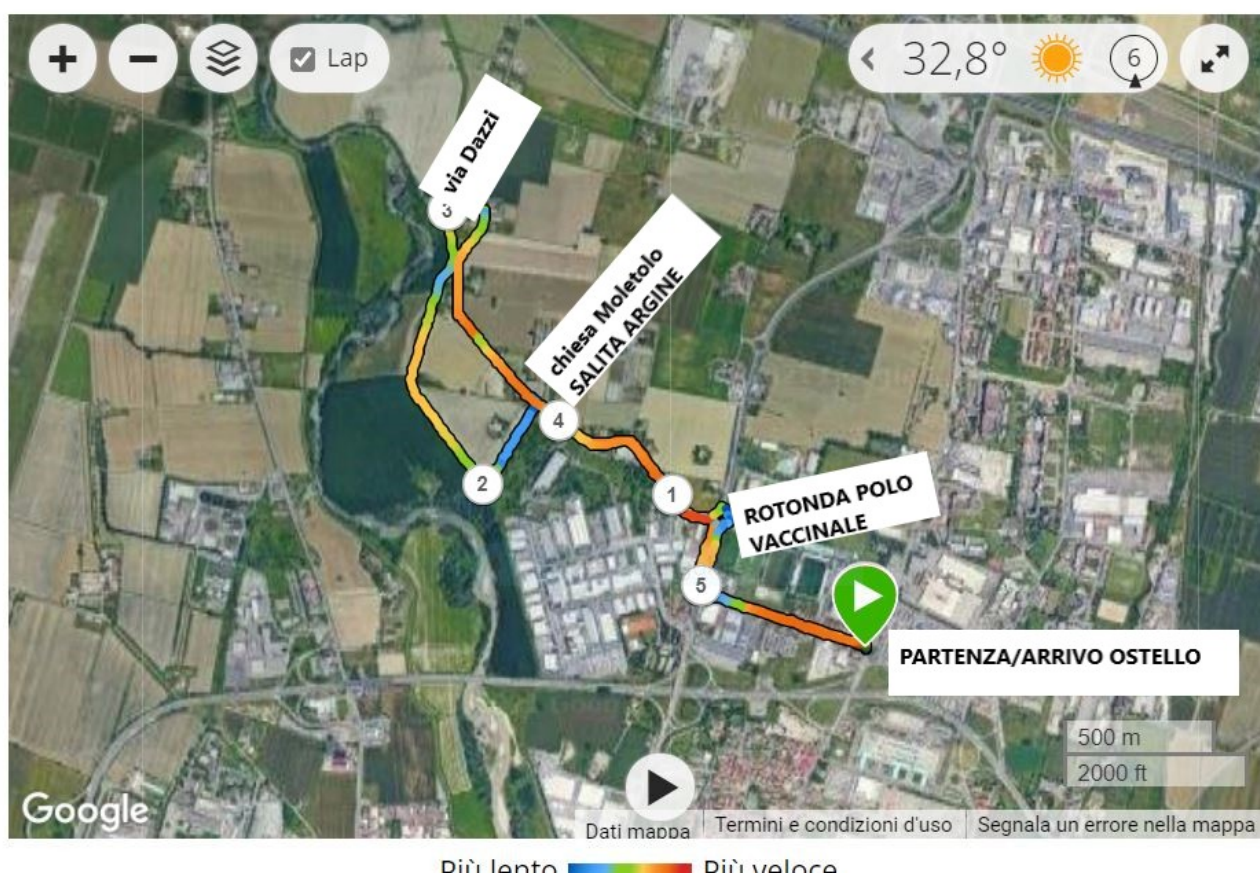 +
−
Lap
32,8°
6
via Dazzi
3
chiesa Moletolo
SALITA ARGINE
4
2
1
ROTONDA POLO
VACCINALE
5
PARTENZA/ARRIVO OSTELLO
500 m
2000 ft
Google
Dati mappa
Termini e condizioni d'uso
Segnala un errore nella mappa
Più lento
Più veloce